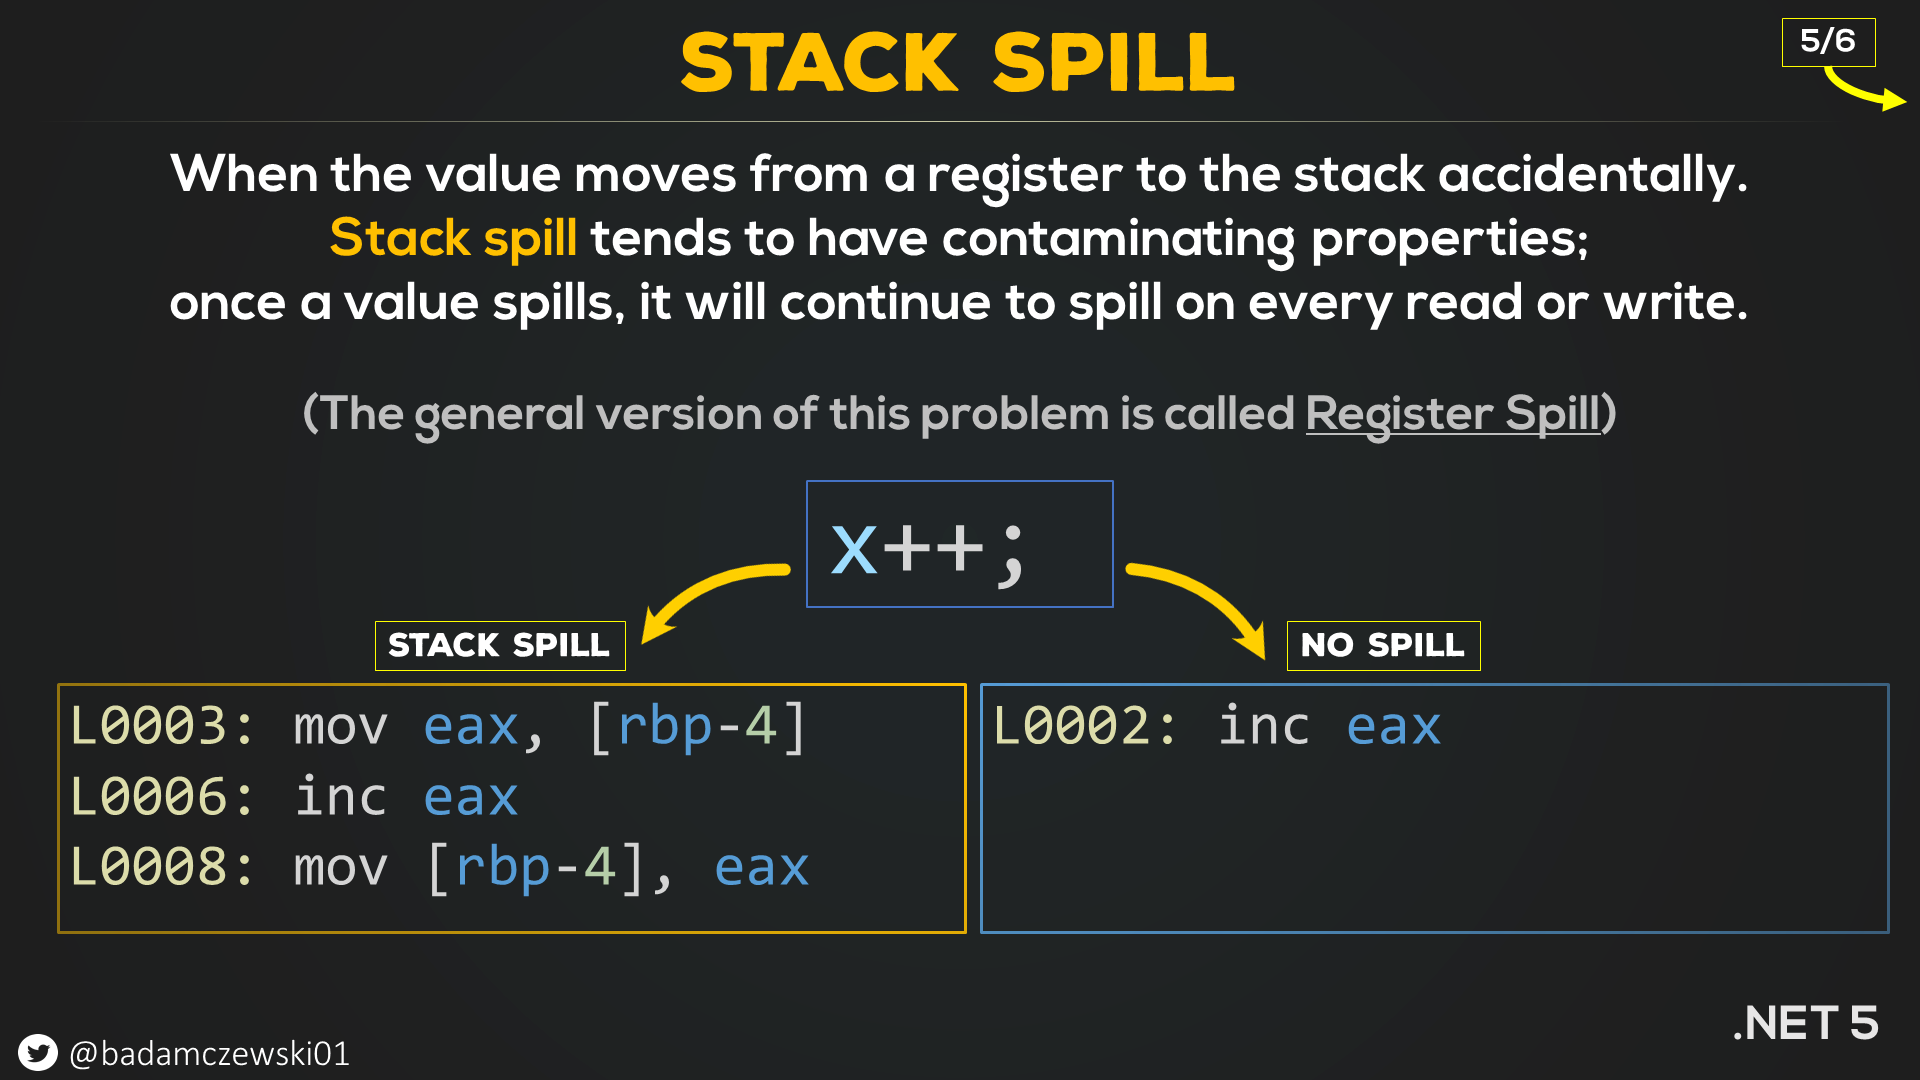 STACK SPILL
5/6
When the value moves from a register to the stack accidentally.
Stack spill tends to have contaminating properties;
once a value spills, it will continue to spill on every read or write.
(The general version of this problem is called Register Spill)
x++;
STACK SPILL
NO SPILL
L0003: mov eax, [rbp-4]
L0006: inc eax
L0008: mov [rbp-4], eax
L0002: inc eax
.NET 5
@badamczewski01